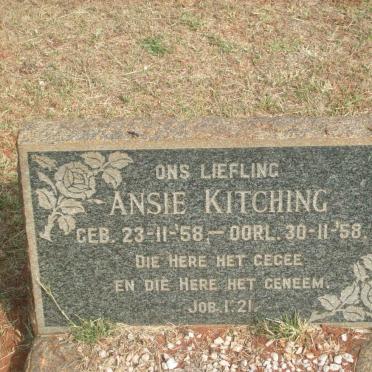 ONS LIEFLING
ANSIE KITCHING
GEB. 23-11-'58.— OORL. 30-11-'58.
DIE HERE HET GEGEE
EN DIE HERE HET GENEEM.
JOB. 1:21.